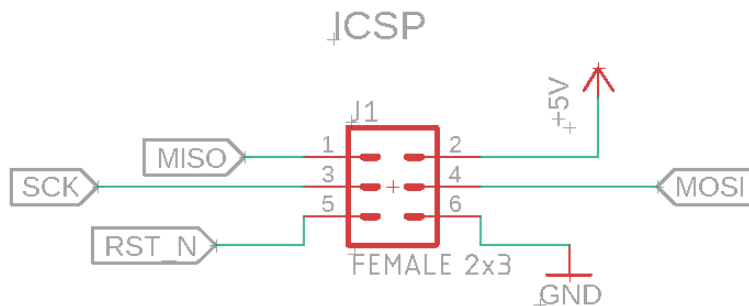 ICSP
J1
+5V
MISO 1 2
SCK 3 4 MOSI
RST_N 5 6
FEMALE 2x3
GND